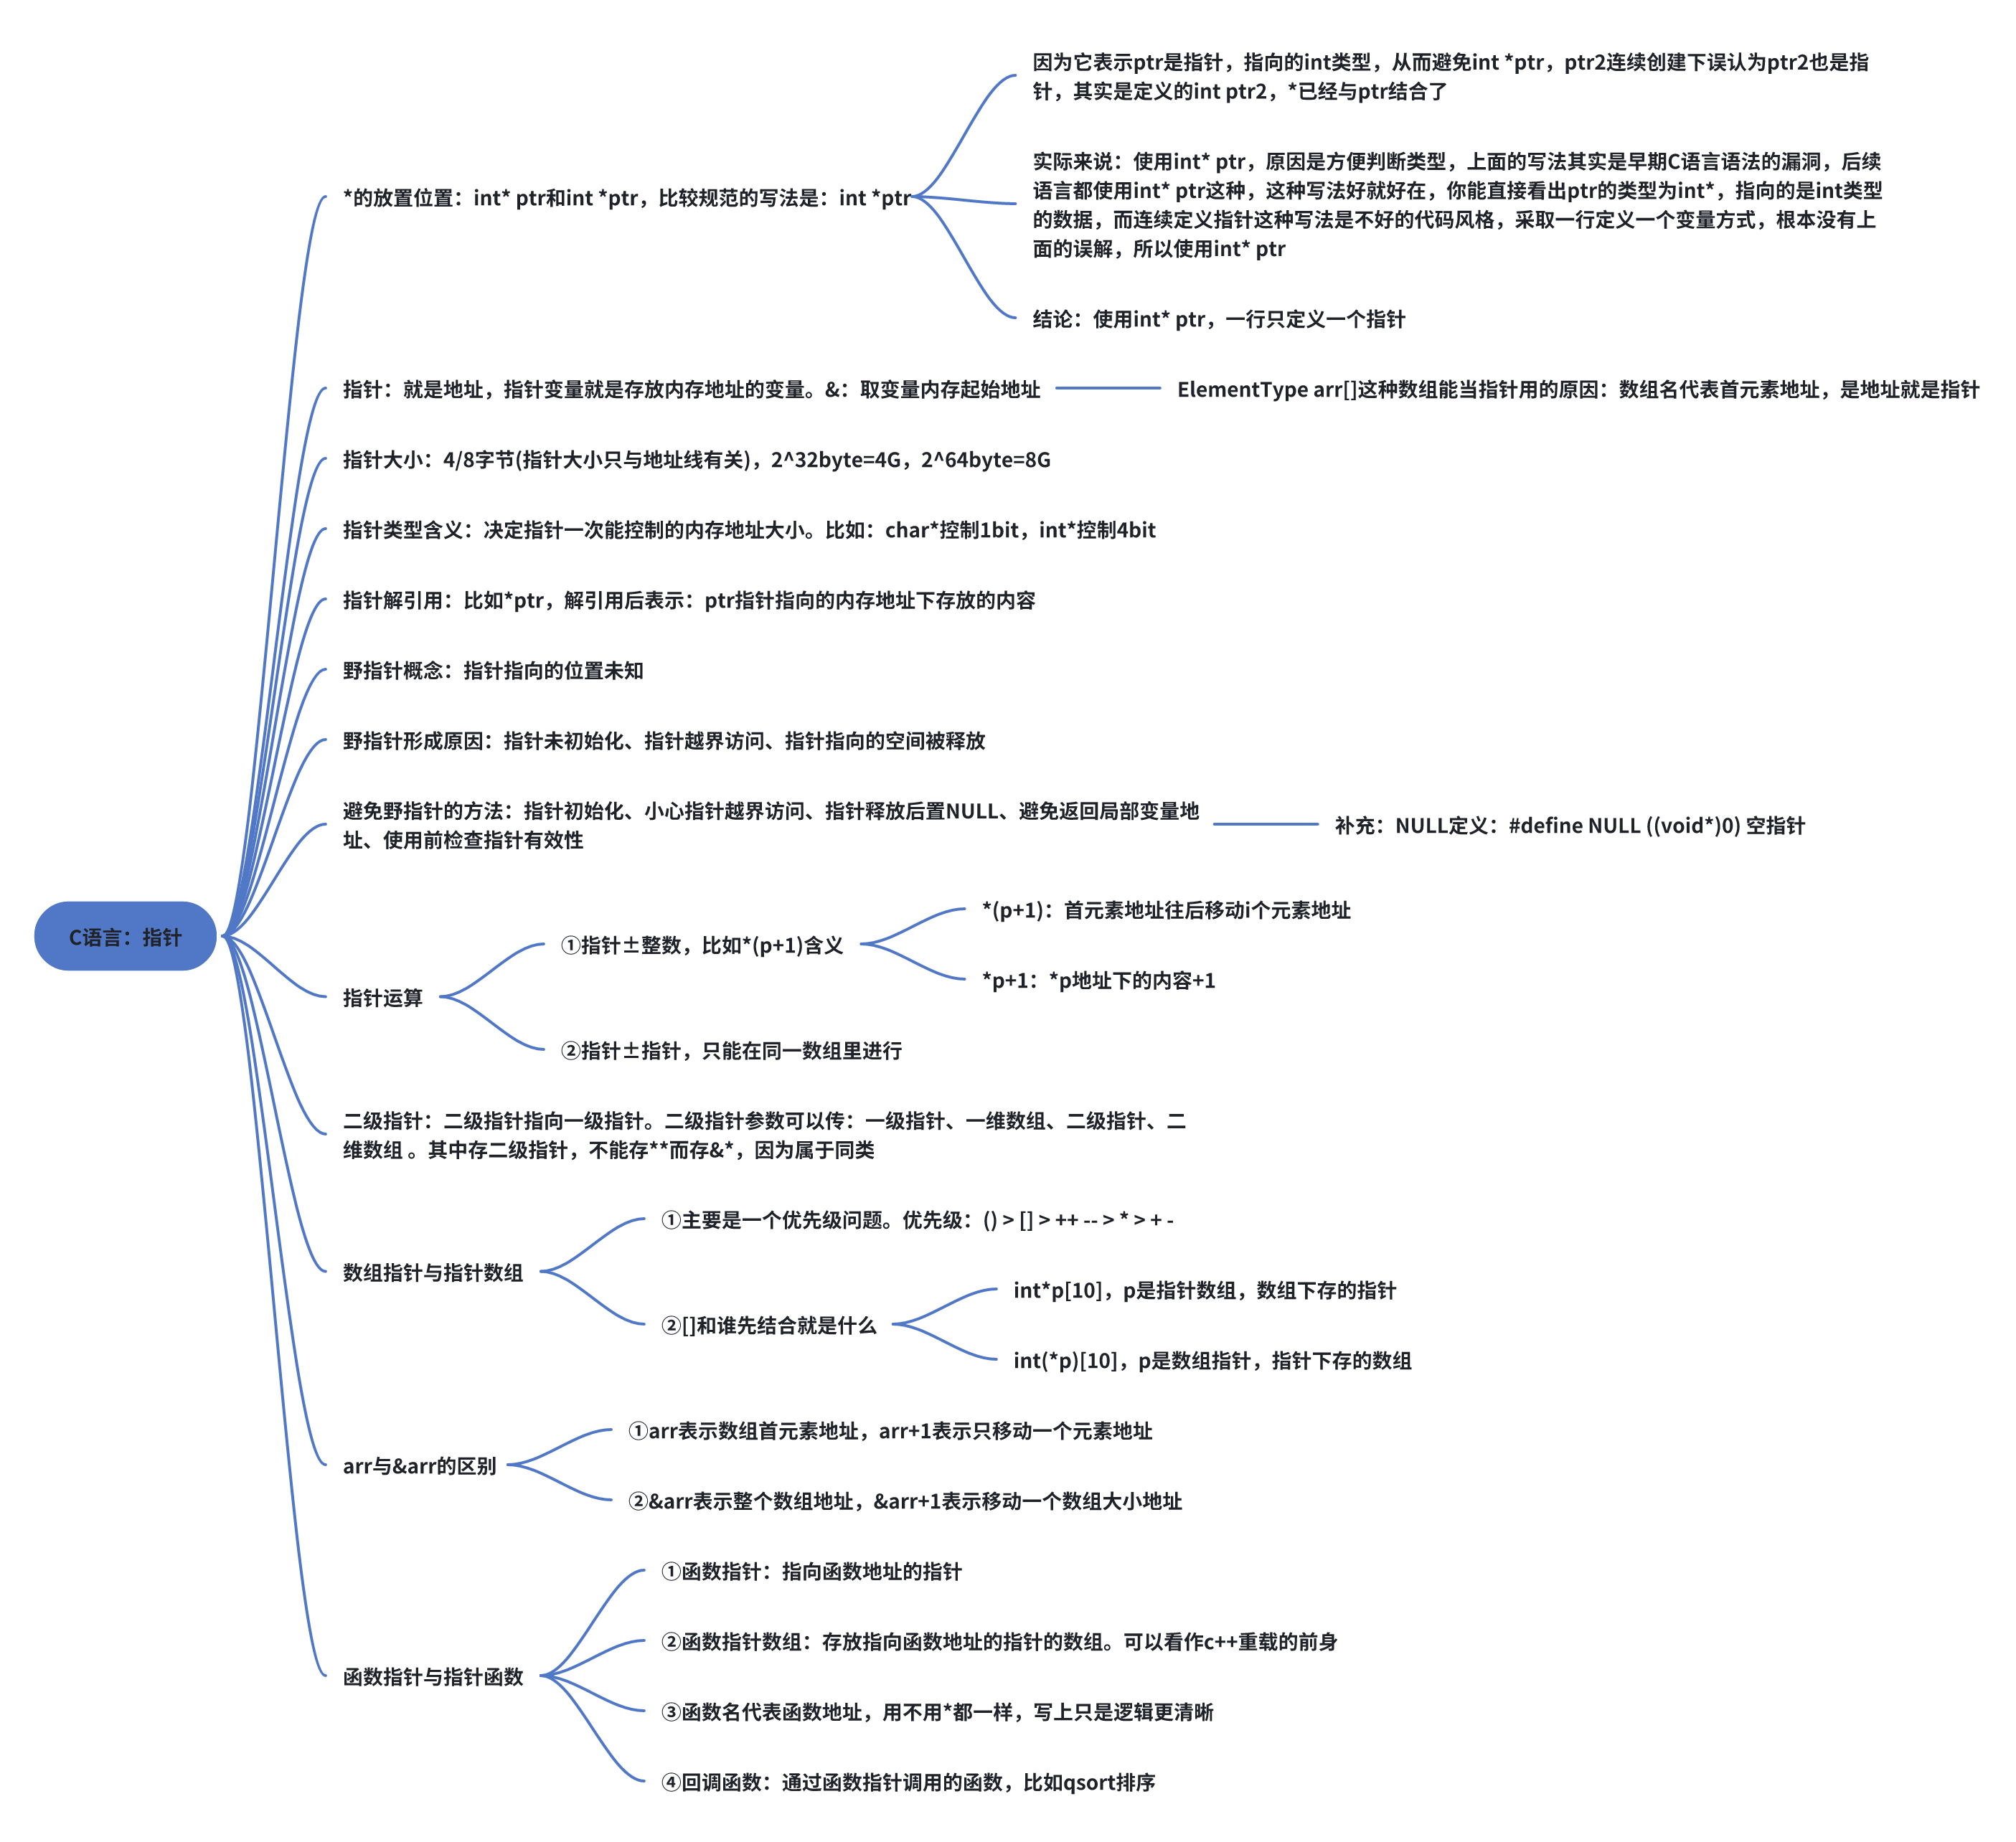 C语言：指针
*的放置位置：int* ptr和int *ptr，比较规范的写法是：int *ptr
因为它表示ptr是指针，指向的int类型，从而避免int *ptr，ptr2连续创建下误认为ptr2也是指
针，其实是定义的int ptr2，*已经与ptr结合了
实际来说：使用int* ptr，原因是方便判断类型，上面的写法其实是早期C语言语法的漏洞，后续
语言都使用int* ptr这种，这种写法好就好在，你能直接看出ptr的类型为int*，指向的是int类型
的数据，而连续定义指针这种写法是不好的代码风格，采取一行定义一个变量方式，根本没有上
面的误解，所以使用int* ptr
结论：使用int* ptr，一行只定义一个指针
指针：就是地址，指针变量就是存放内存地址的变量。&：取变量内存起始地址
ElementType arr[]这种数组能当指针用的原因：数组名代表首元素地址，是地址就是指针
指针大小：4/8字节(指针大小只与地址线有关)，2^32byte=4G，2^64byte=8G
指针类型含义：决定指针一次能控制的内存地址大小。比如：char*控制1bit，int*控制4bit
指针解引用：比如*ptr，解引用后表示：ptr指针指向的内存地址下存放的内容
野指针概念：指针指向的位置未知
野指针形成原因：指针未初始化、指针越界访问、指针指向的空间被释放
避免野指针的方法：指针初始化、小心指针越界访问、指针释放后置NULL、避免返回局部变量地
址、使用前检查指针有效性
补充：NULL定义：#define NULL ((void*)0) 空指针
指针运算
①指针±整数，比如*(p+1)含义
*(p+1)：首元素地址往后移动i个元素地址
*p+1：*p地址下的内容+1
②指针±指针，只能在同一数组里进行
二级指针：二级指针指向一级指针。二级指针参数可以传：一级指针、一维数组、二级指针、二
维数组 。其中存二级指针，不能存**而存&*，因为属于同类
数组指针与指针数组
①主要是一个优先级问题。优先级：() > [] > ++ -- > * > + -
②[]和谁先结合就是什么
int*p[10]，p是指针数组，数组下存的指针
int(*p)[10]，p是数组指针，指针下存的数组
arr与&arr的区别
①arr表示数组首元素地址，arr+1表示只移动一个元素地址
②&arr表示整个数组地址，&arr+1表示移动一个数组大小地址
函数指针与指针函数
①函数指针：指向函数地址的指针
②函数指针数组：存放指向函数地址的指针的数组。可以看作c++重载的前身
③函数名代表函数地址，用不用*都一样，写上只是逻辑更清晰
④回调函数：通过函数指针调用的函数，比如qsort排序